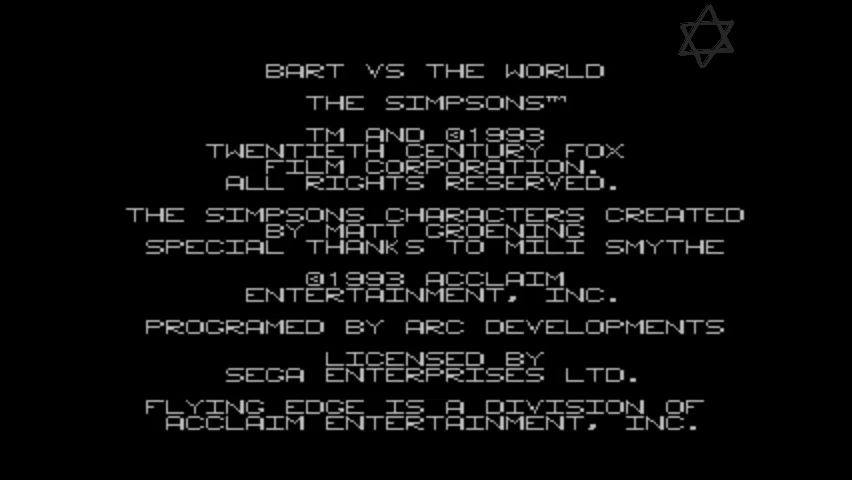 BART VS THE WORLD
THE SIMPSONS™
TM AND ©1993
TWENTIETH CENTURY FOX
FILM CORPORATION.
ALL RIGHTS RESERVED.
THE SIMPSONS CHARACTERS CREATED
BY MATT GROENING
SPECIAL THANKS TO MILI SMYTHE
©1993 ACCLAIM
ENTERTAINMENT, INC.
PROGRAMED BY ARC DEVELOPMENTS
LICENSED BY
SEGA ENTERPRISES LTD.
FLYING EDGE IS A DIVISION OF
ACCLAIM ENTERTAINMENT, INC.